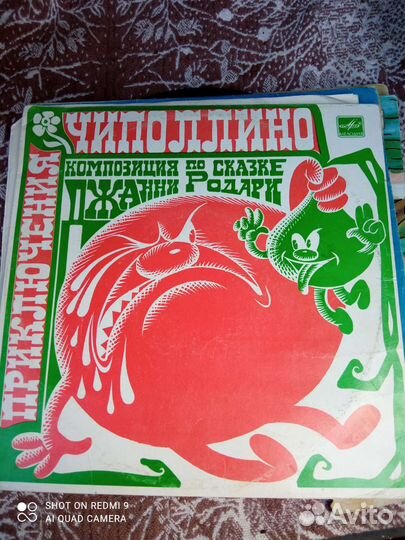 ПРИКЛЮЧЕНИЯ
ЧИПОЛЛИНО
КОМПОЗИЦИЯ ПО СКАЗКЕ
ДЖАННИ РОДАРИ
SHOT ON REDMI 9
AI QUAD CAMERA
Avito